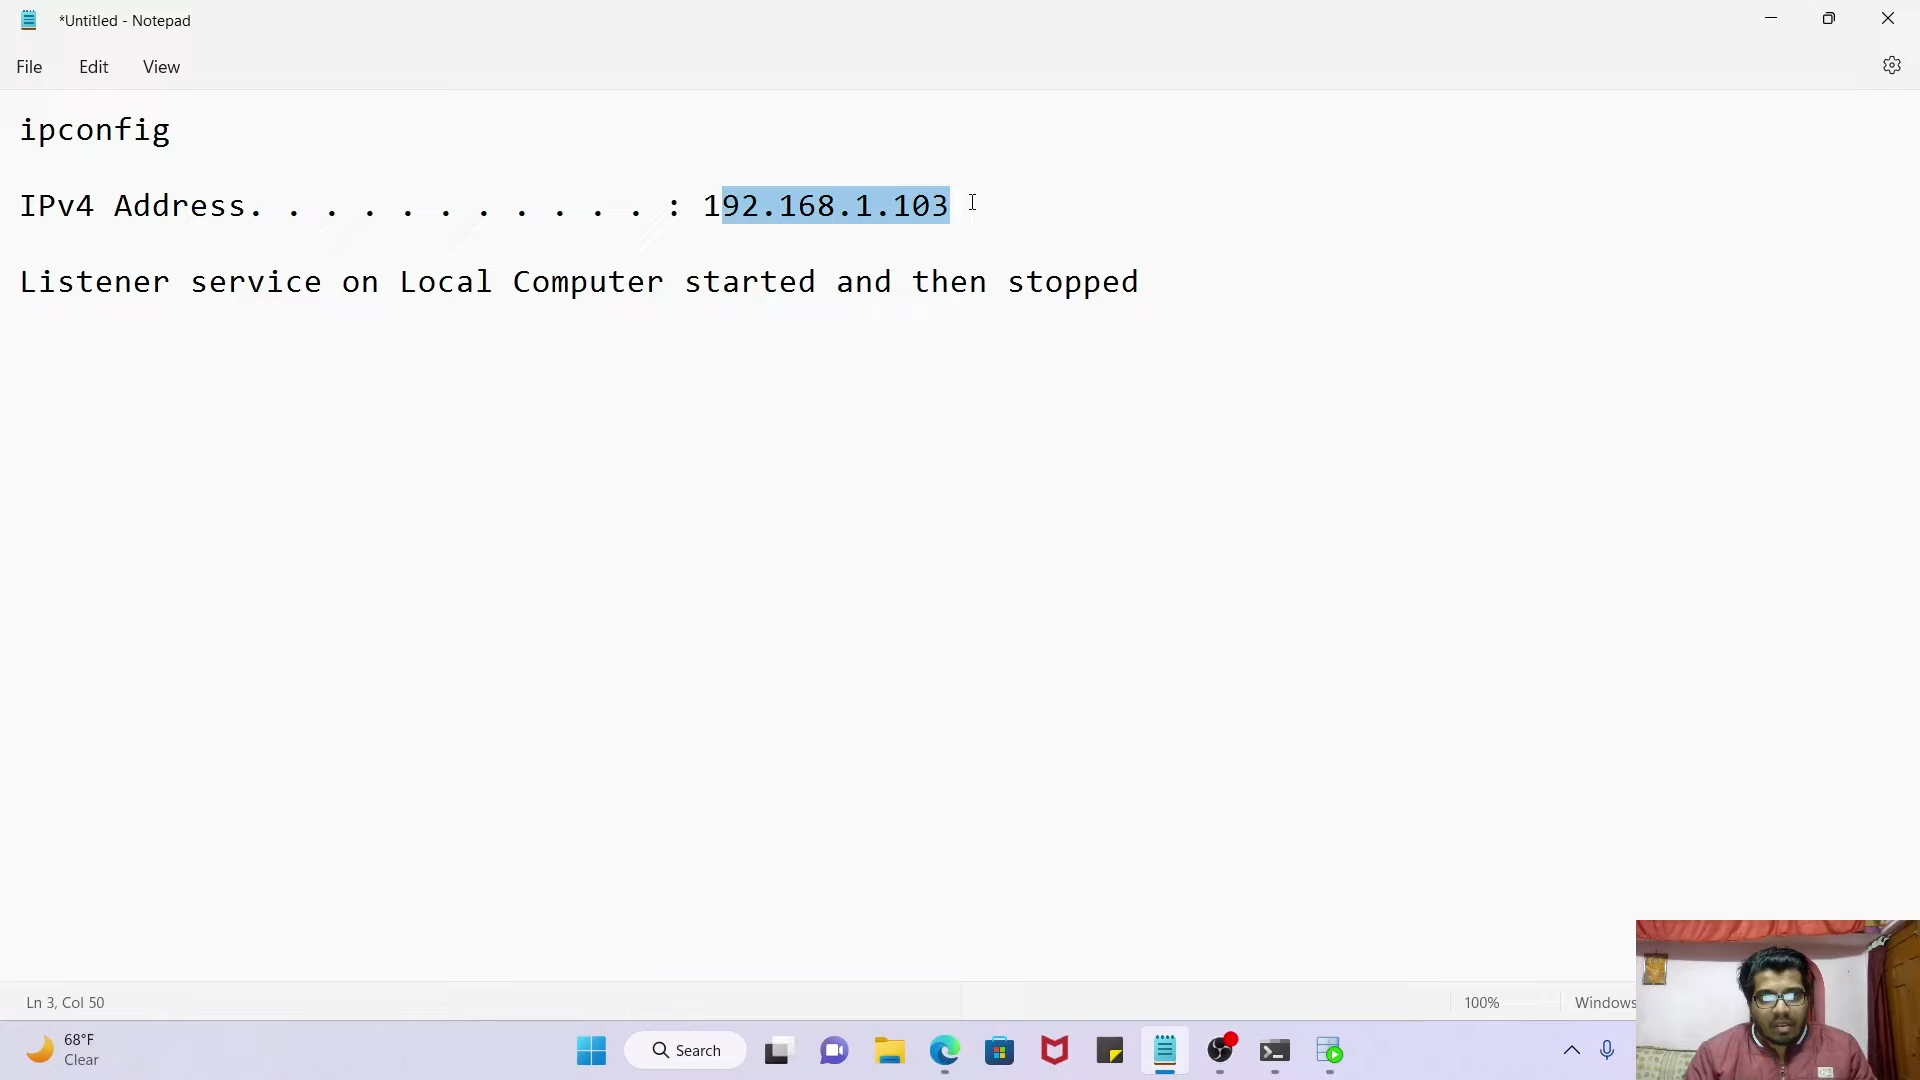 *Untitled - Notepad
File Edit View
ipconfig
IPv4 Address. . . . . . . . . . . : 192.168.1.103
Listener service on Local Computer started and then stopped
Ln 3, Col 50 100% Windows
68°F
Clear
Search